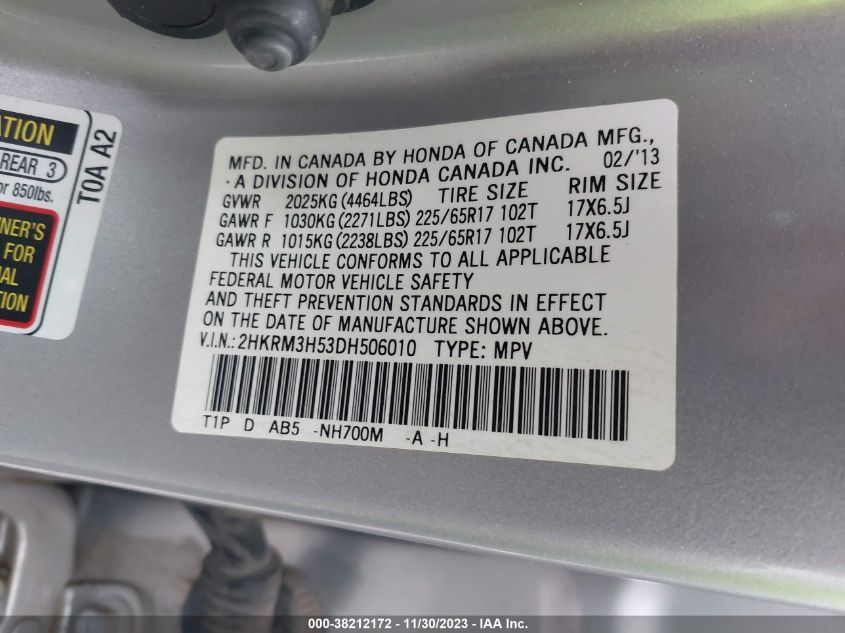 ATION
REAR 3
or 850lbs.
NER'S
FOR
AL
TION
T0A A2
MFD. IN CANADA BY HONDA OF CANADA MFG.,
A DIVISION OF HONDA CANADA INC. 02/'13
GVWR 2025KG (4464LBS) TIRE SIZE RIM SIZE
GAWR F 1030KG (2271LBS) 225/65R17 102T 17X6.5J
GAWR R 1015KG (2238LBS) 225/65R17 102T 17X6.5J
THIS VEHICLE CONFORMS TO ALL APPLICABLE
FEDERAL MOTOR VEHICLE SAFETY
AND THEFT PREVENTION STANDARDS IN EFFECT
ON THE DATE OF MANUFACTURE SHOWN ABOVE.
V.I.N.: 2HKRM3H53DH506010 TYPE: MPV
T1P D AB5 -NH700M -A -H
000-38212172 - 11/30/2023 - IAA Inc.